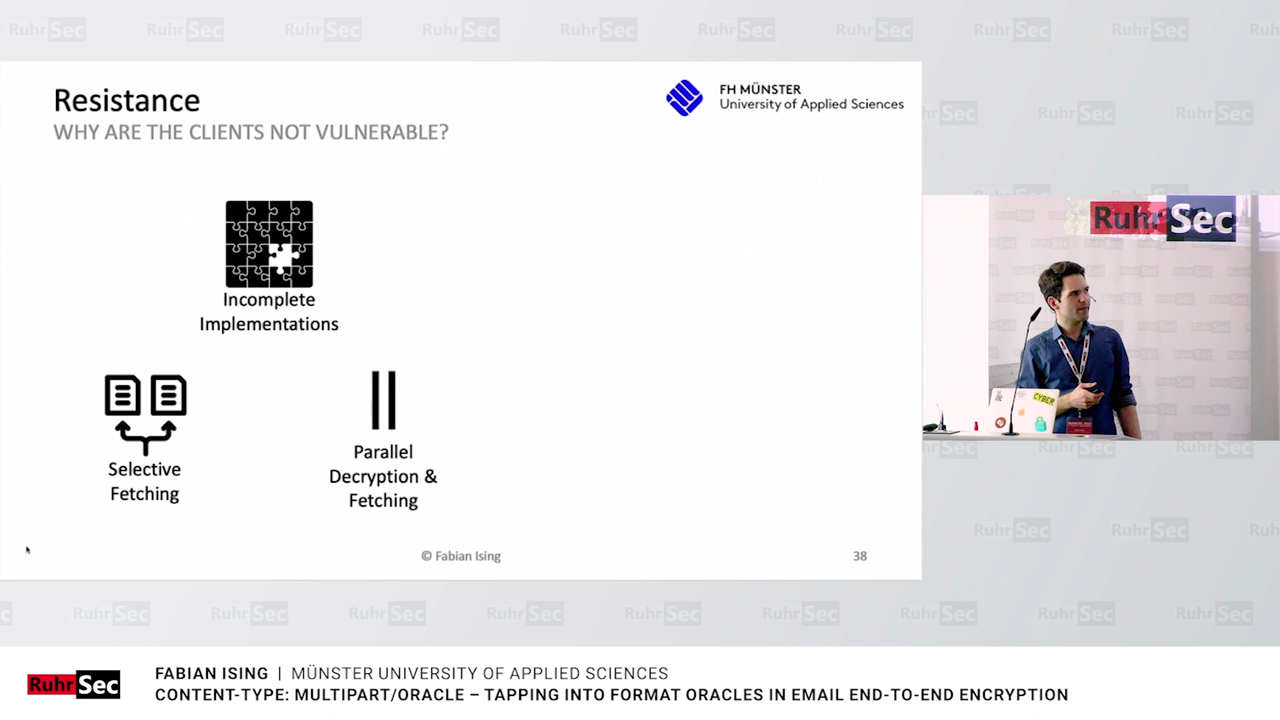 Resistance
WHY ARE THE CLIENTS NOT VULNERABLE?
FH MÜNSTER
University of Applied Sciences
Incomplete
Implementations
Selective
Fetching
Parallel
Decryption &
Fetching
© Fabian Ising
38
RuhrSec
CYBER
RuhrSec
FABIAN ISING | MÜNSTER UNIVERSITY OF APPLIED SCIENCES
CONTENT-TYPE: MULTIPART/ORACLE – TAPPING INTO FORMAT ORACLES IN EMAIL END-TO-END ENCRYPTION